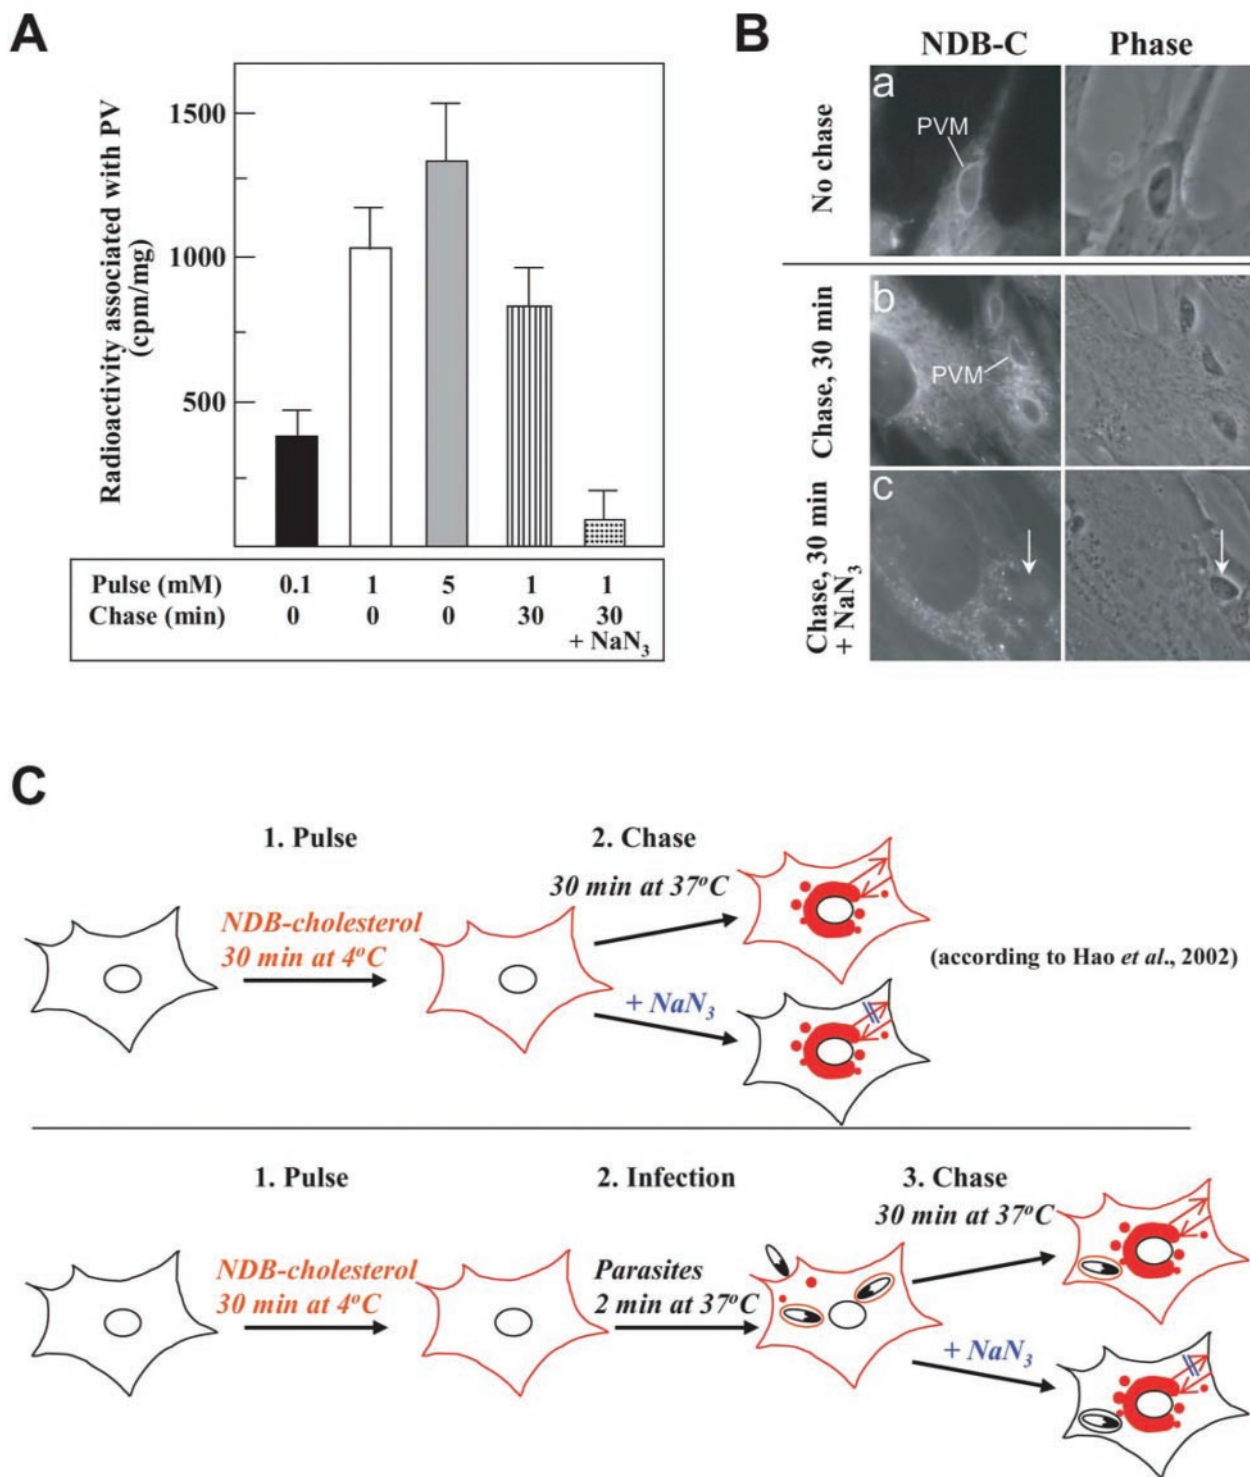 A
Radioactivity associated with PV
(cpm/mg)
1500
1000
500
Pulse (mM) 0.1 1 5 1 1
Chase (min) 0 0 0 30 30
+ NaN3
B
NDB-C Phase
No chase
a
PVM
Chase, 30 min
b
PVM
Chase, 30 min
+ NaN3
c
C
1. Pulse
2. Chase
NDB-cholesterol
30 min at 4°C
30 min at 37°C
+ NaN3
(according to Hao et al., 2002)
1. Pulse
2. Infection
3. Chase
NDB-cholesterol
30 min at 4°C
Parasites
2 min at 37°C
30 min at 37°C
+ NaN3